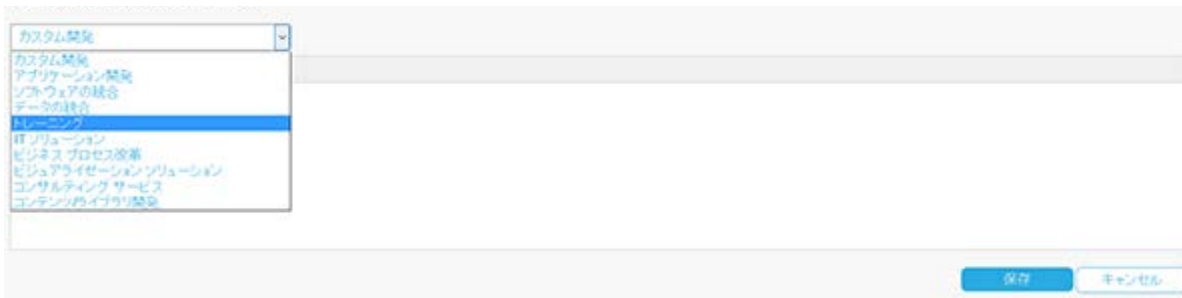 カスタム開発
カスタム開発
アプリケーション開発
ソフトウェアの統合
データの統合
トレーニング
IT ソリューション
ビジネス プロセス改革
ビジュアライゼーション ソリューション
コンサルティング サービス
コンテンツ/ライブラリ開発
保存
キャンセル